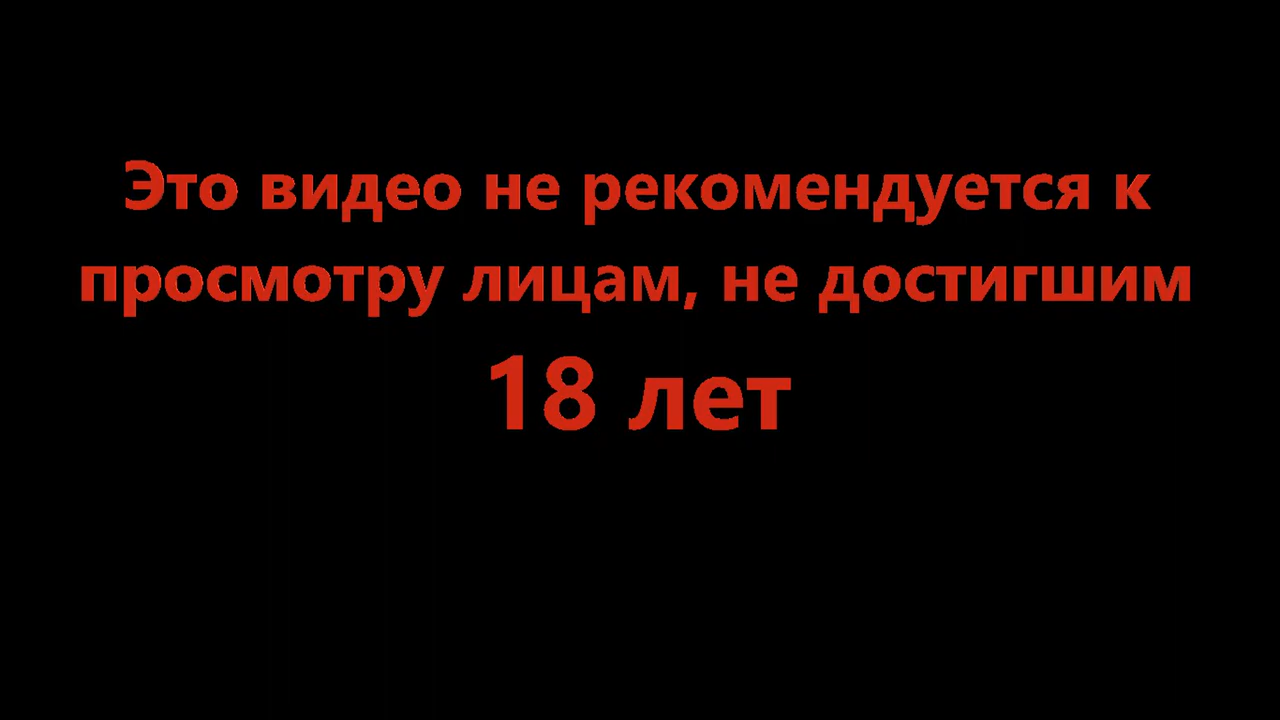 Это видео не рекомендуется к
просмотру лицам, не достигшим
18 лет